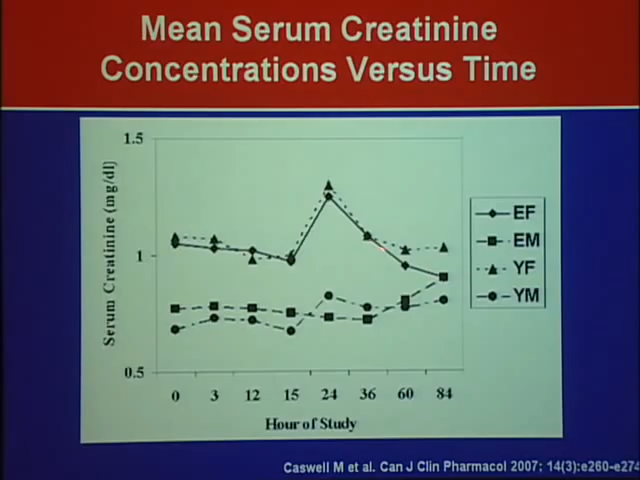 Mean Serum Creatinine
Concentrations Versus Time
1.5
1
0.5
Serum Creatinine (mg/dl)
0 3 12 15 24 36 60 84
Hour of Study
EF
EM
YF
YM
Caswell M et al. Can J Clin Pharmacol 2007; 14(3):e260-e274